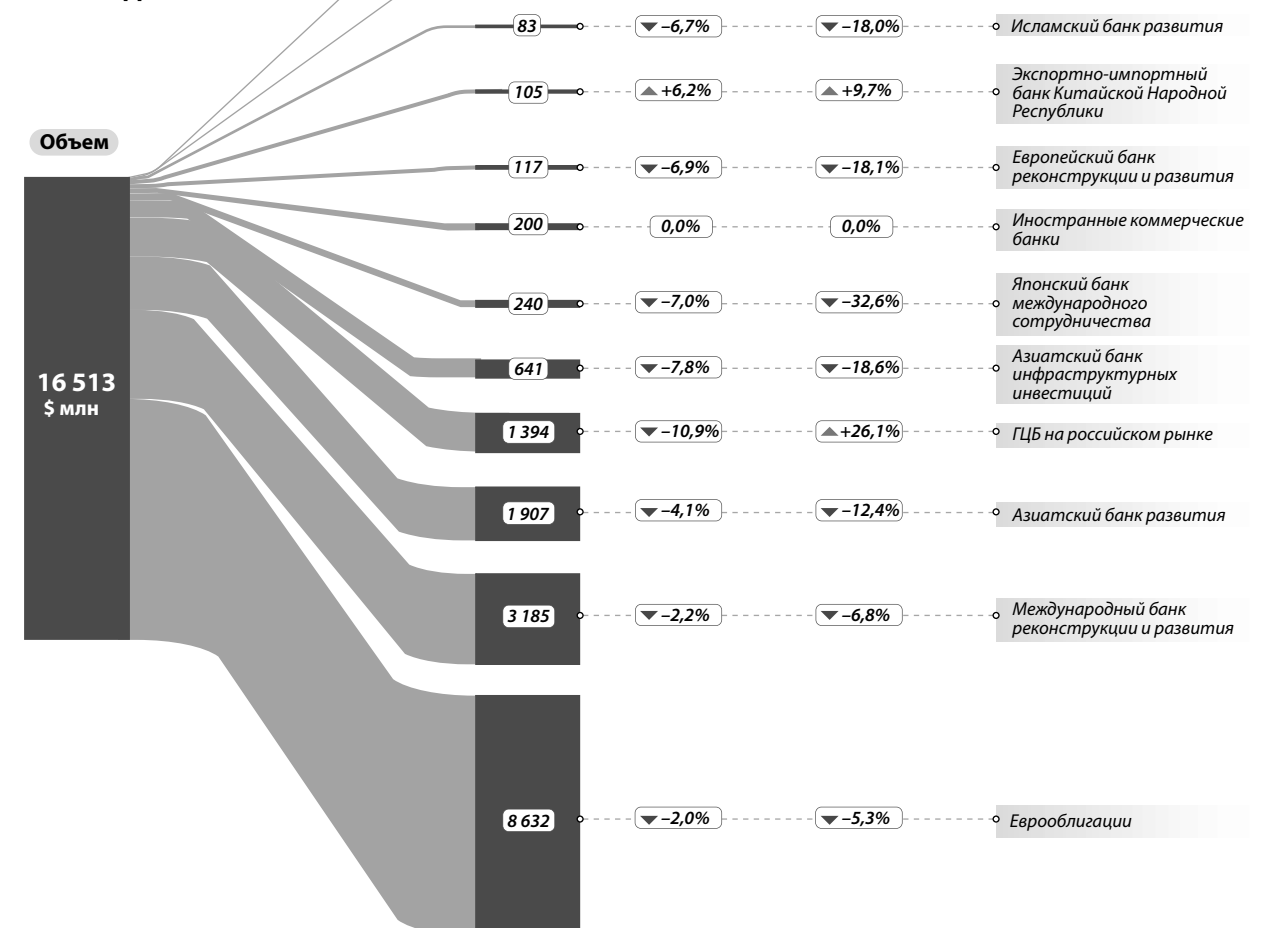 83 –6,7% –18,0% Исламский банк развития
105 +6,2% +9,7% Экспортно-импортный
банк Китайской Народной
Республики
Объем
117 –6,9% –18,1% Европейский банк
реконструкции и развития
200 0,0% 0,0% Иностранные коммерческие
банки
240 –7,0% –32,6% Японский банк
международного
сотрудничества
16 513
$ млн
641 –7,8% –18,6% Азиатский банк
инфраструктурных
инвестиций
1 394 –10,9% +26,1% ГЦБ на российском рынке
1 907 –4,1% –12,4% Азиатский банк развития
3 185 –2,2% –6,8% Международный банк
реконструкции и развития
8 632 –2,0% –5,3% Еврооблигации